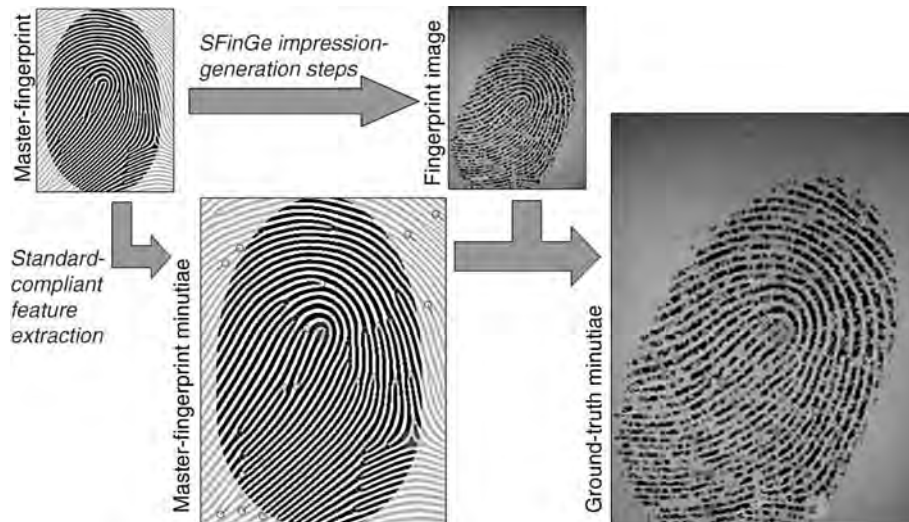 Master-fingerprint
SFinGe impression-
generation steps
Fingerprint image
Standard-
compliant
feature
extraction
Master-fingerprint minutiae
Ground-truth minutiae